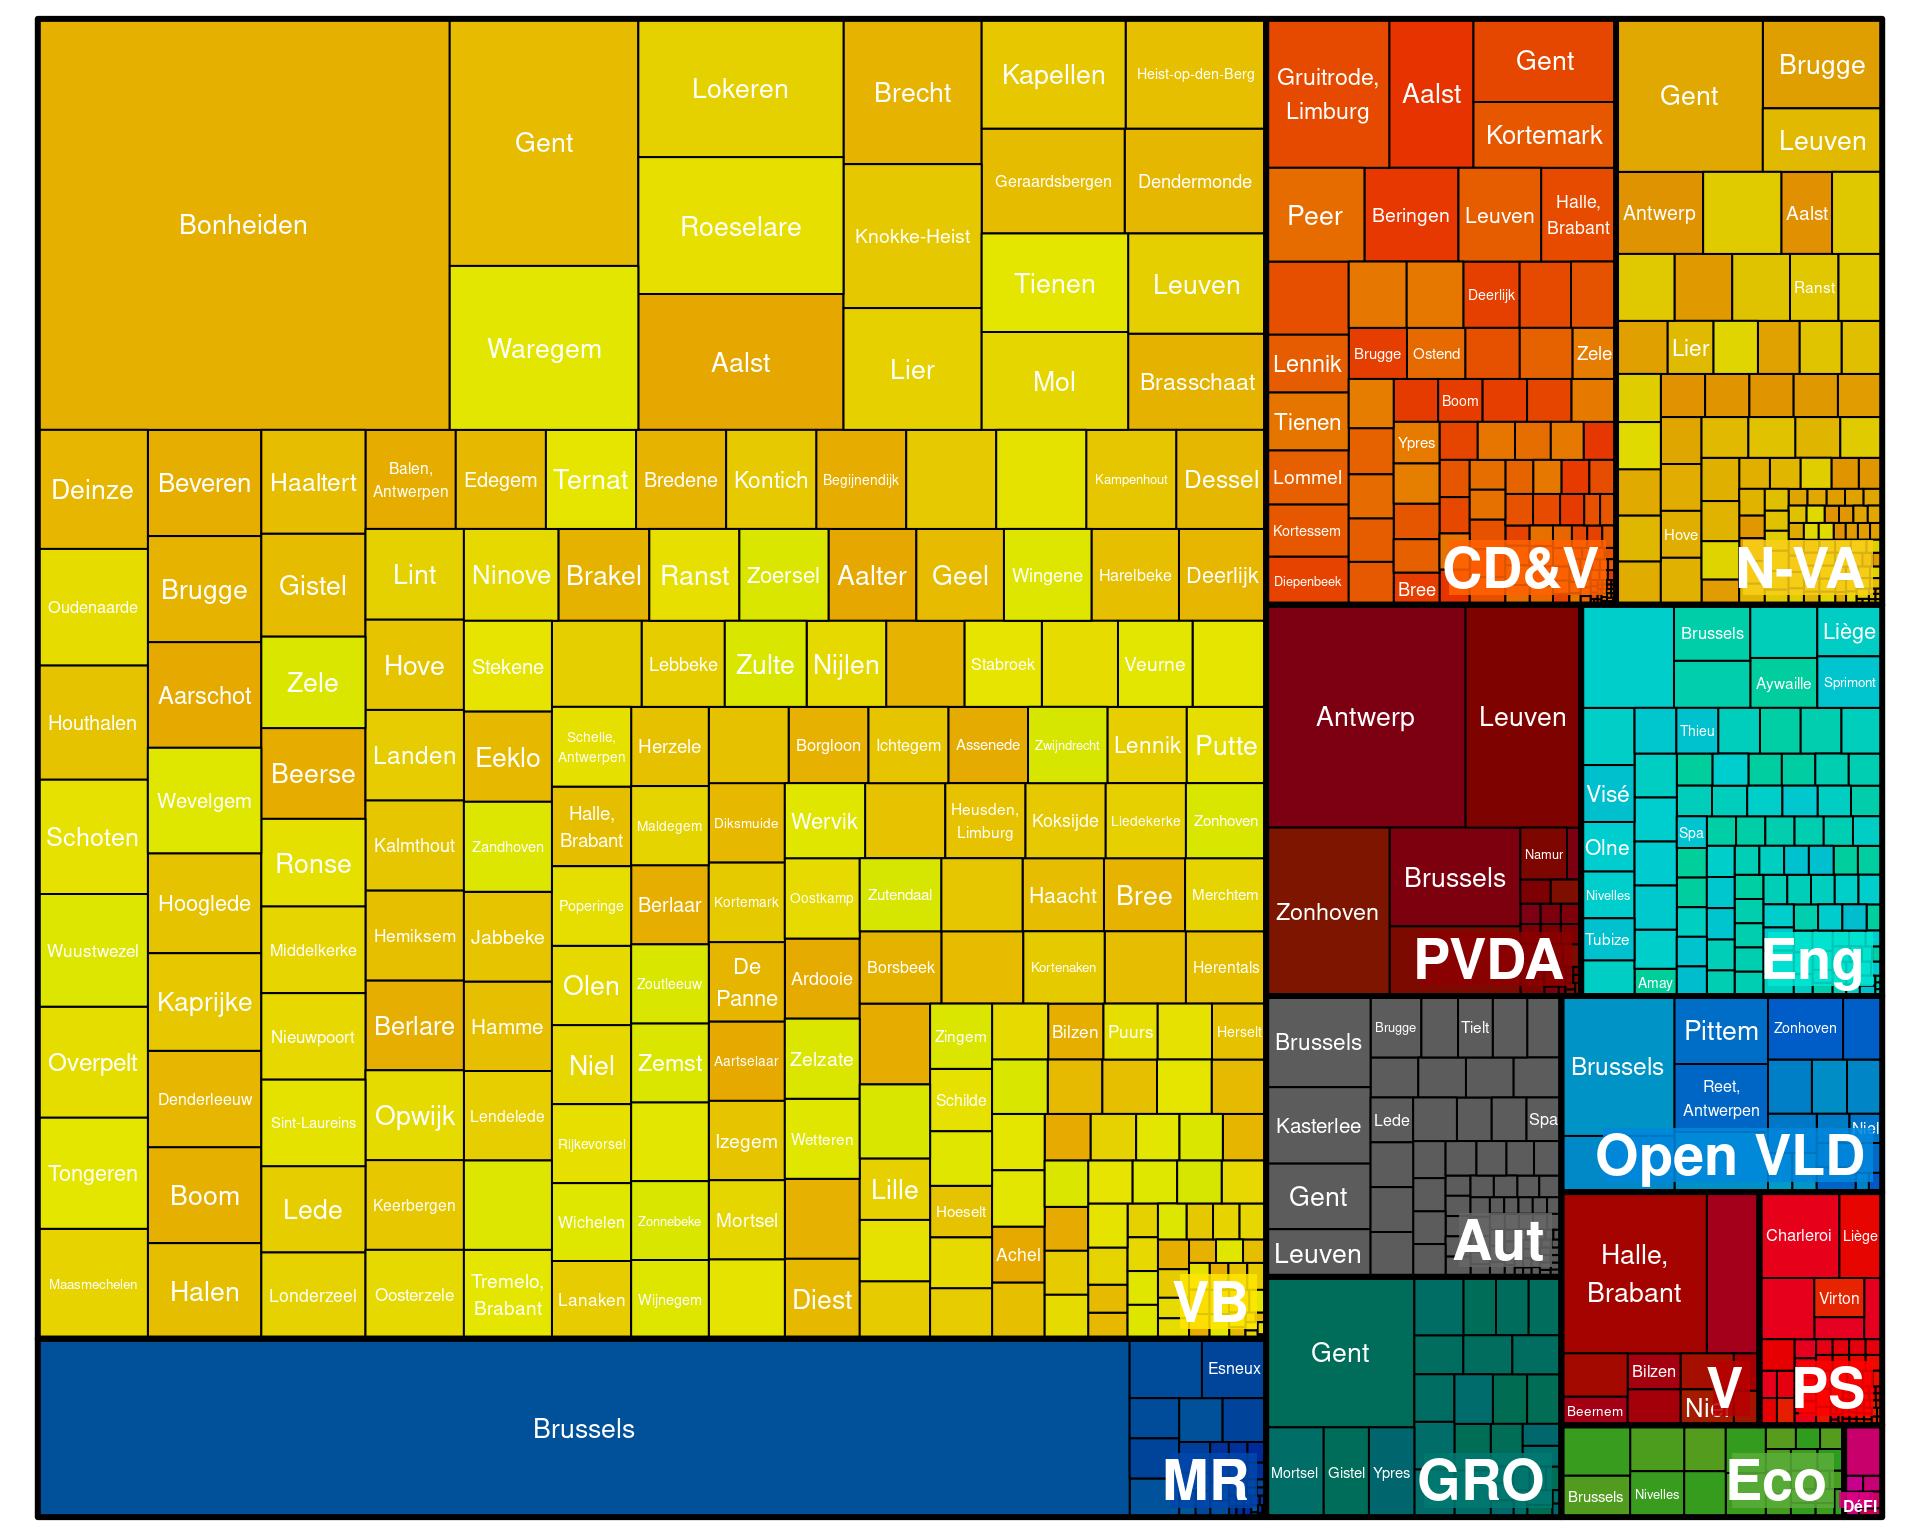 Bonheiden
Gent
Waregem
Lokeren
Roeselare
Aalst
Brecht
Knokke-Heist
Lier
Kapellen
Heist-op-den-Berg
Geraardsbergen
Dendermonde
Tienen
Leuven
Mol
Brasschaat
Deinze
Oudenaarde
Houthalen
Schoten
Wuustwezel
Overpelt
Tongeren
Maasmechelen
Beveren
Brugge
Aarschot
Wevelgem
Hooglede
Kaprijke
Denderleeuw
Boom
Halen
Haaltert
Gistel
Zele
Beerse
Ronse
Middelkerke
Nieuwpoort
Sint-Laureins
Lede
Londerzeel
Balen,
Antwerpen
Edegem
Ternat
Bredene
Kontich
Begijnendijk
Kampenhout
Dessel
Lint
Hove
Landen
Kalmthout
Hemiksem
Berlare
Opwijk
Keerbergen
Oosterzele
Ninove
Brakel
Ranst
Zoersel
Aalter
Geel
Wingene
Harelbeke
Deerlijk
Stekene
Eeklo
Zandhoven
Jabbeke
Hamme
Lendelede
Tremelo,
Brabant
Lebbeke
Zulte
Nijlen
Stabroek
Veurne
Schelle,
Antwerpen
Halle,
Brabant
Poperinge
Olen
Niel
Rijkevorsel
Wichelen
Lanaken
Herzele
Maldegem
Berlaar
Zoutleeuw
Zemst
Zonnebeke
Wijnegem
Borgloon
Ichtegem
Assenede
Zwijndrecht
Lennik
Putte
Diksmuide
Kortemark
De
Panne
Aartselaar
Izegem
Mortsel
Wervik
Heusden,
Limburg
Koksijde
Liedekerke
Zonhoven
Oostkamp
Ardooie
Zelzate
Wetteren
Diest
Zutendaal
Haacht
Bree
Merchtem
Borsbeek
Kortenaken
Herentals
Lille
Zingem
Schilde
Hoeselt
Bilzen
Puurs
Herselt
Achel
VB
Brussels
Esneux
MR
Gruitrode,
Limburg
Aalst
Gent
Kortemark
Peer
Beringen
Leuven
Halle,
Brabant
Deerlijk
Lennik
Brugge
Ostend
Zele
Tienen
Boom
Ypres
Lommel
Kortessem
Diepenbeek
Bree
CD&V
Gent
Brugge
Leuven
Antwerp
Aalst
Ranst
Lier
Hove
N-VA
Antwerp
Leuven
Zonhoven
Brussels
Namur
PVDA
Brussels
Liège
Aywaille
Sprimont
Thieu
Visé
Spa
Olne
Nivelles
Tubize
Amay
Eng
Brussels
Brugge
Tielt
Kasterlee
Lede
Spa
Gent
Leuven
Aut
Brussels
Pittem
Zonhoven
Reet,
Antwerpen
Niel
Open VLD
Gent
Mortsel
Gistel
Ypres
GRO
Halle,
Brabant
Bilzen
Beernem
Niel
V
Charleroi
Liège
Virton
PS
Brussels
Nivelles
Eco
DéFI